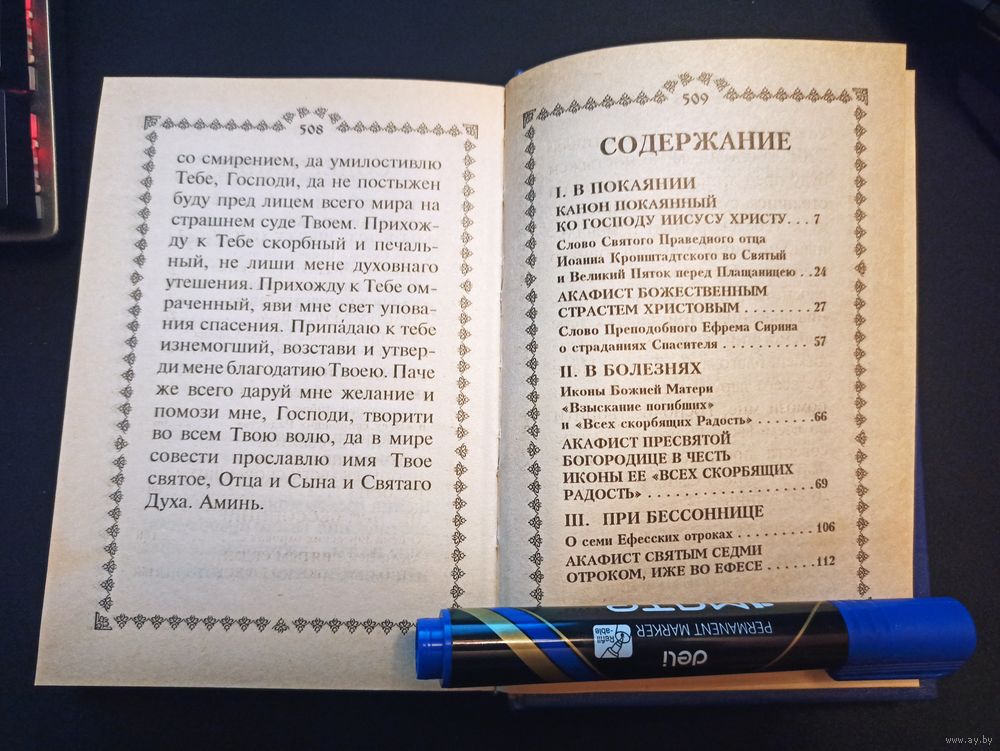 508
со смирением, да умилостивлю
Тебе, Господи, да не постыжен
буду пред лицем всего мира на
страшнем суде Твоем. Прихож-
ду к Тебе скорбный и печаль-
ный, не лиши мене духовнаго
утешения. Прихожду к Тебе ом-
раченный, яви мне свет упова-
ния спасения. Припа́даю к тебе
изнемогший, возстави и утвер-
ди мене благодатию Твоею. Паче
же всего даруй мне желание и
помози мне, Господи, творити
во всем Твою волю, да в мире
совести прославлю имя Твое
святое, Отца и Сына и Святаго
Духа. Аминь.
509
СОДЕРЖАНИЕ
I. В ПОКАЯНИИ
КАНОН ПОКАЯННЫЙ
КО ГОСПОДУ ИИСУСУ ХРИСТУ. . . 7
Слово Святого Праведного отца
Иоанна Кронштадтского во Святый
и Великий Пяток перед Плащаницею . . 24
АКАФИСТ БОЖЕСТВЕННЫМ
СТРАСТЕМ ХРИСТОВЫМ . . . . . . . . . 27
Слово Преподобного Ефрема Сирина
о страданиях Спасителя . . . . . . . . . . 57
II. В БОЛЕЗНЯХ
Иконы Божией Матери
«Взыскание погибших»
и «Всех скорбящих Радость» . . . . . . . 66
АКАФИСТ ПРЕСВЯТОЙ
БОГОРОДИЦЕ В ЧЕСТЬ
ИКОНЫ ЕЕ «ВСЕХ СКОРБЯЩИХ
РАДОСТЬ» . . . . . . . . . . . . . . . . . . 69
III. ПРИ БЕССОННИЦЕ
О семи Ефесских отроках . . . . . . . . . 106
АКАФИСТ СВЯТЫМ СЕДМИ
ОТРОКОМ, ИЖЕ ВО ЕФЕСЕ . . . . . . 112
PERMANENT MARKER
Refill
-able
deli
www.ay.by